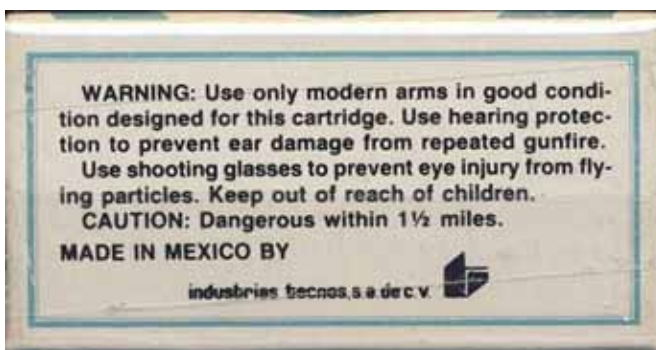 WARNING: Use only modern arms in good condi-
tion designed for this cartridge. Use hearing protec-
tion to prevent ear damage from repeated gunfire.
Use shooting glasses to prevent eye injury from fly-
ing particles. Keep out of reach of children.
CAUTION: Dangerous within 1½ miles.
MADE IN MEXICO BY
industrias tecnos, s.a. de c.v.